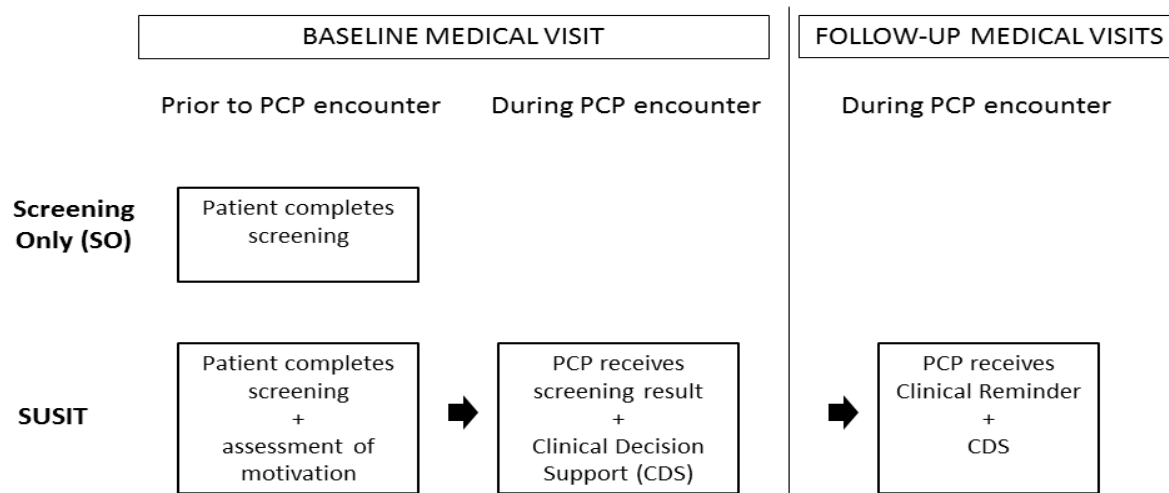 BASELINE MEDICAL VISIT
FOLLOW-UP MEDICAL VISITS
Prior to PCP encounter
During PCP encounter
During PCP encounter
Screening
Only (SO)
Patient completes
screening
SUSIT
Patient completes
screening
+
assessment of
motivation
PCP receives
screening result
+
Clinical Decision
Support (CDS)
PCP receives
Clinical Reminder
+
CDS